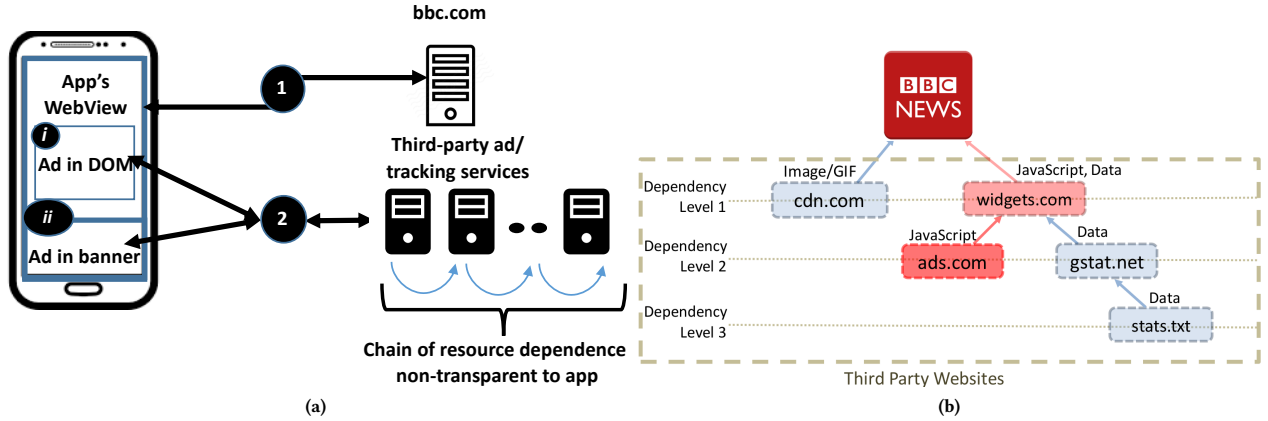 bbc.com
App's
WebView
i
Ad in DOM
ii
Ad in banner
1
2
Third-party ad/
tracking services
Chain of resource dependence
non-transparent to app
(a)
BBC
NEWS
Image/GIF
JavaScript, Data
Dependency
Level 1
cdn.com
widgets.com
JavaScript
Data
Dependency
Level 2
ads.com
gstat.net
Data
Dependency
Level 3
stats.txt
Third Party Websites
(b)